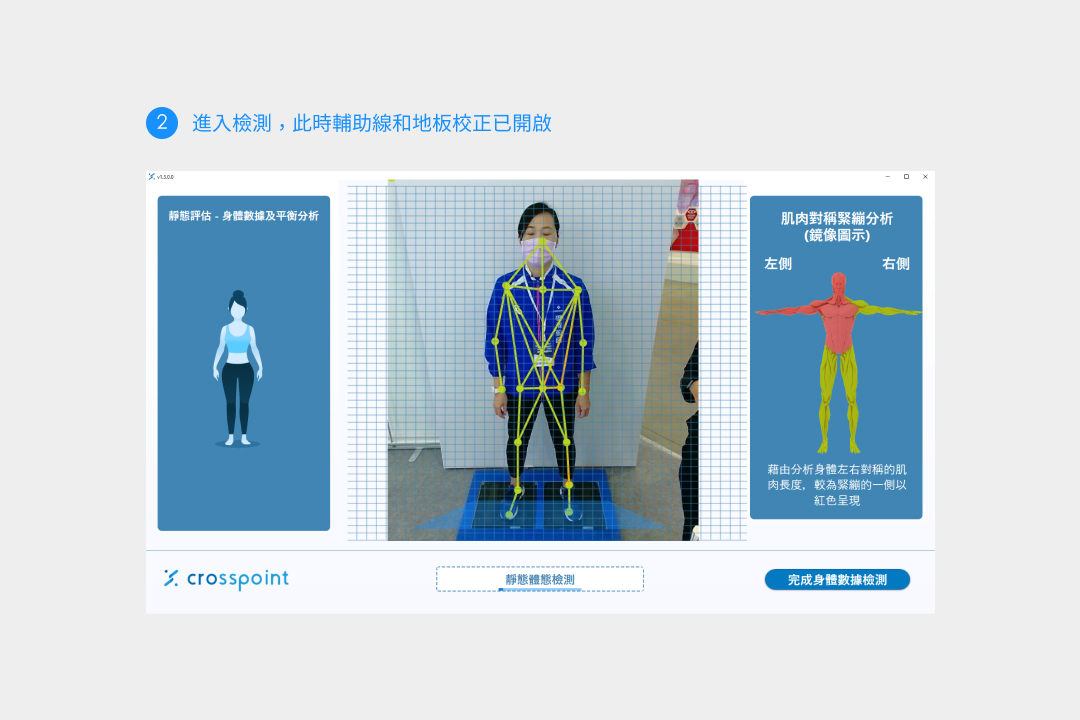 2 進入檢測，此時輔助線和地板校正已開啟
v1.3.0.0
靜態評估 - 身體數據及平衡分析
肌肉對稱緊繃分析
(鏡像圖示)
左側 右側
藉由分析身體左右對稱的肌
肉長度，較為緊繃的一側以
紅色呈現
crosspoint
靜態體態檢測
完成身體數據檢測